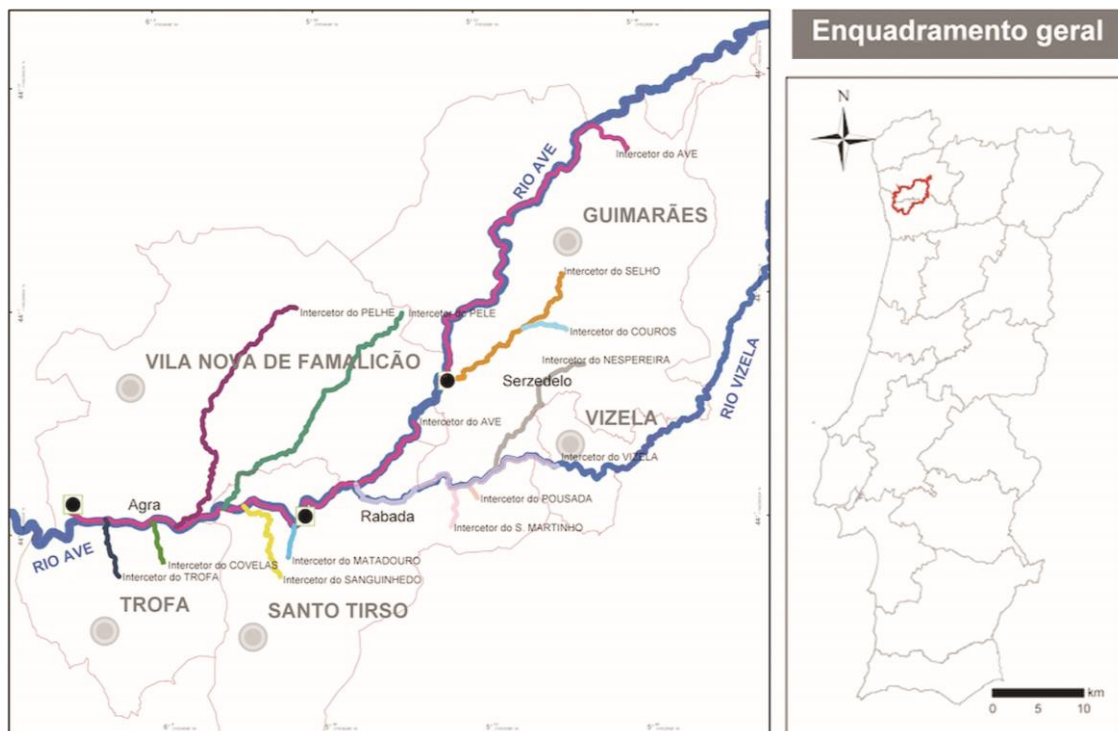 Enquadramento geral
RIO AVE
Intercetor do AVE
GUIMARÃES
Intercetor do SELHO
Intercetor do PELHE
Intercetor do PELE
Intercetor do COUROS
VILA NOVA DE FAMALICÃO
Intercetor do NESPEREIRA
Serzedelo
RIO VIZELA
Intercetor do AVE
VIZELA
Intercetor do VIZELA
Agra
Rabada
Intercetor do POUSADA
Intercetor do S. MARTINHO
RIO AVE
Intercetor do COVELAS
Intercetor do MATADOURO
Intercetor do TROFA
Intercetor do SANGUINHEDO
TROFA
SANTO TIRSO
N
km
0 5 10